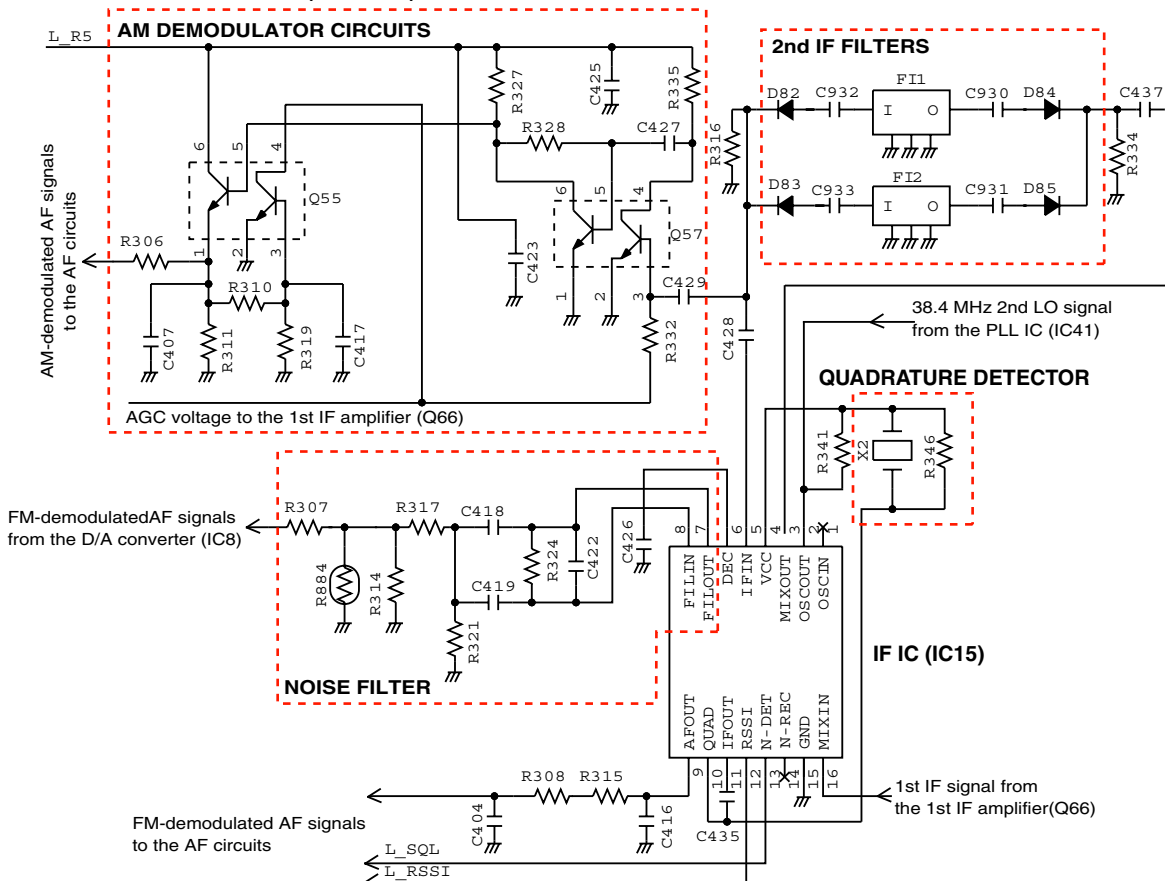 AM DEMODULATOR CIRCUITS
L_R5
R327
C425
R335
R328
C427
6
5
4
Q55
6
5
4
Q57
1
2
3
1
2
3
R306
R310
C407
R311
R319
C417
C423
C429
R332
AM-demodulated AF signals
to the AF circuits
AGC voltage to the 1st IF amplifier (Q66)
2nd IF FILTERS
D82
C932
FI1
I
O
C930
D84
C437
R316
R334
D83
C933
FI2
I
O
C931
D85
C428
38.4 MHz 2nd LO signal
from the PLL IC (IC41)
QUADRATURE DETECTOR
R341
X2
R346
FM-demodulatedAF signals
from the D/A converter (IC8)
R307
R317
C418
R884
R314
R324
C422
C426
C419
R321
NOISE FILTER
8
7
6
5
4
3
2
1
FILIN
FILOUT
DEC
IFIN
VCC
MIXOUT
OSCOUT
OSCIN
IF IC (IC15)
AFOUT
QUAD
IFOUT
RSSI
N-DET
N-REC
GND
MIXIN
9
10
11
12
13
14
15
16
R308
R315
C404
C416
C435
1st IF signal from
the 1st IF amplifier(Q66)
FM-demodulated AF signals
to the AF circuits
L_SQL
L_RSSI